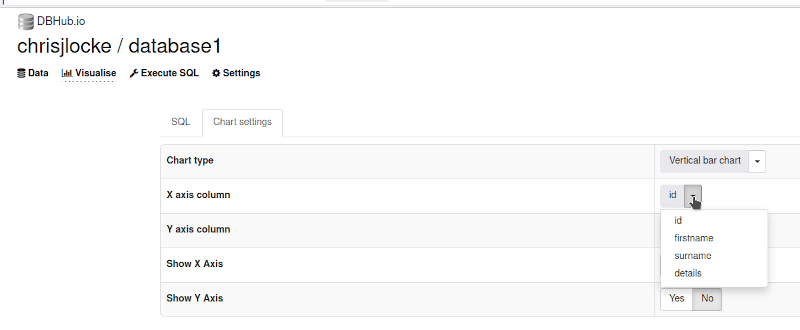 DBHub.io
chrisjlocke / database1
Data Visualise Execute SQL Settings
SQL Chart settings
Chart type Vertical bar chart
X axis column id
id
Y axis column
firstname
surname
Show X Axis
details
Show Y Axis Yes No